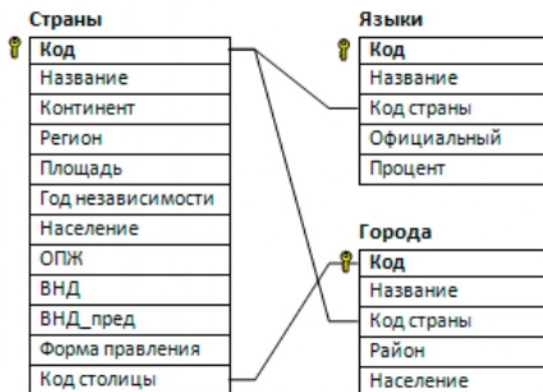 Страны
Код
Название
Континент
Регион
Площадь
Год независимости
Население
ОПЖ
ВНД
ВНД_пред
Форма правления
Код столицы
Языки
Код
Название
Код страны
Официальный
Процент
Города
Код
Название
Код страны
Район
Население